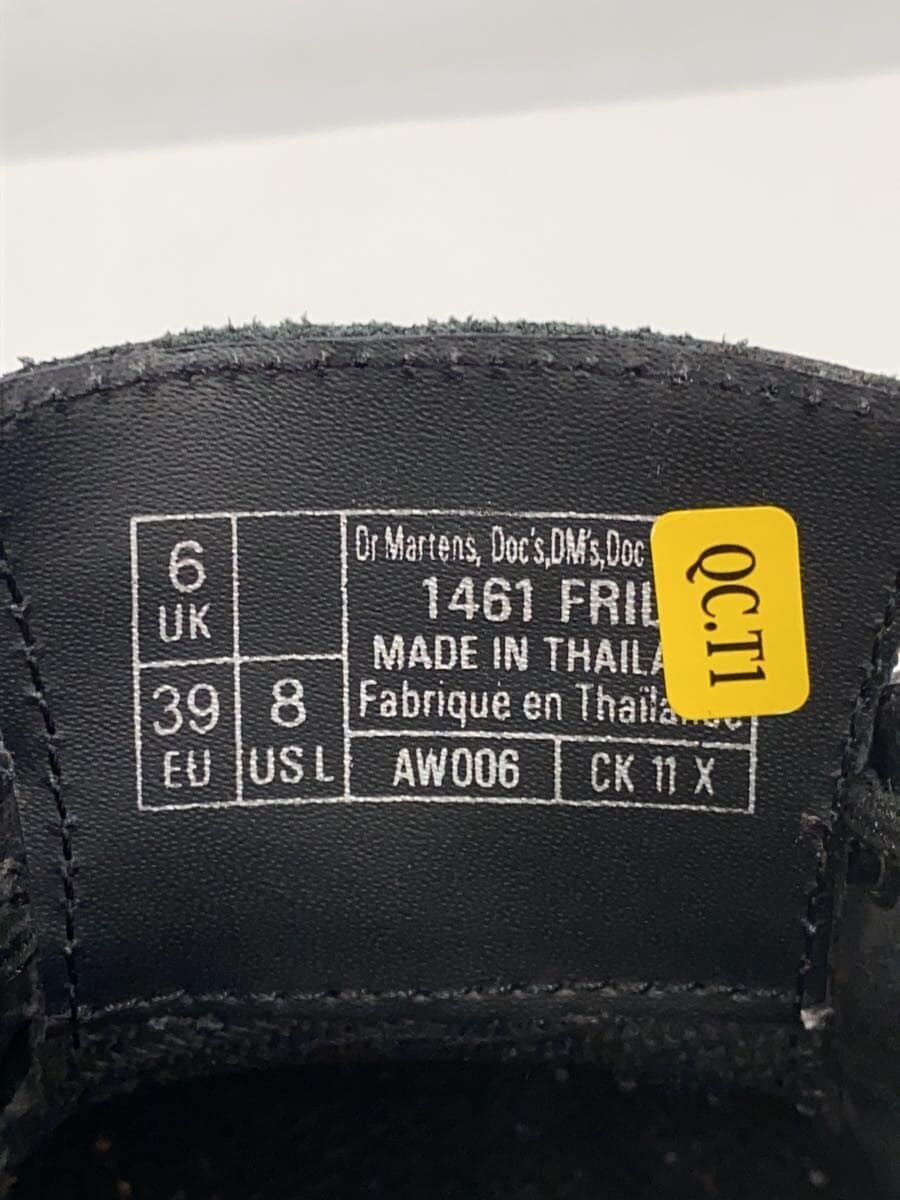 6
UK
39
EU
8
US L
Dr Martens, Doc's, DM's, Doc
1461 FRIL
MADE IN THAILA
Fabriqué en Thaïla
AW006
CK 11 X
QC.T1